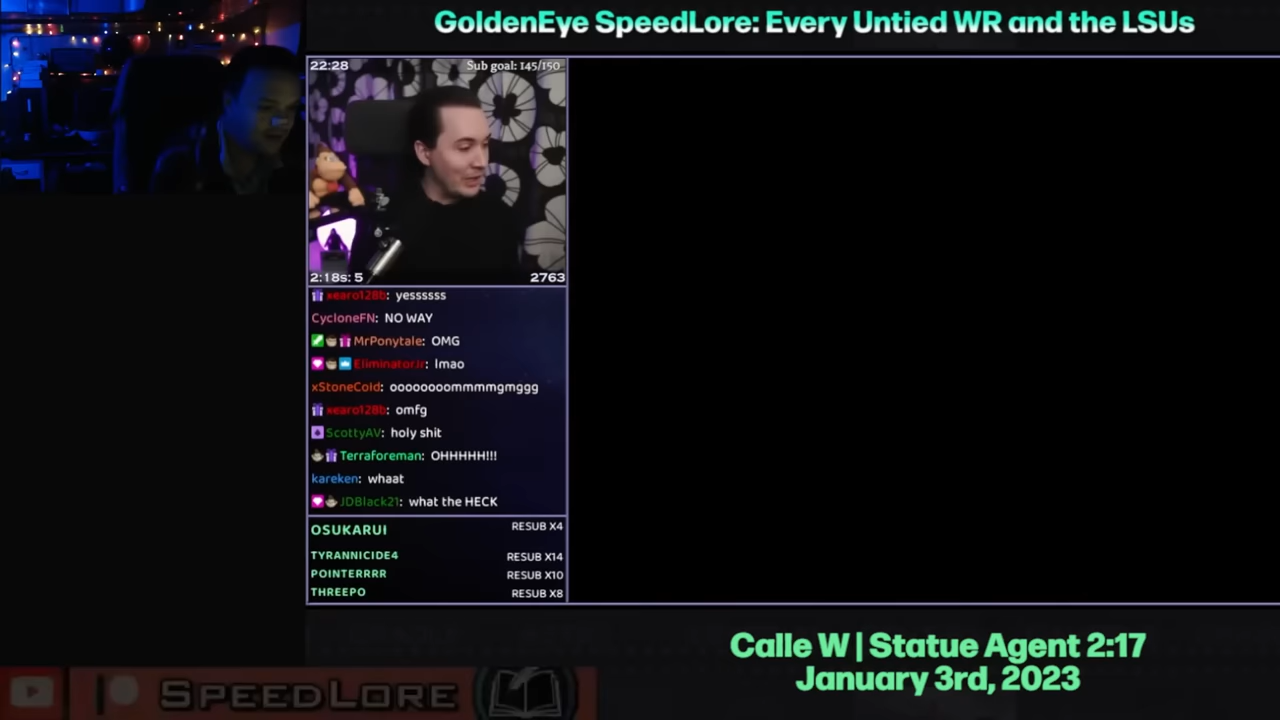 GoldenEye SpeedLore: Every Untied WR and the LSUs
22:28
Sub goal: 145/150
2:18s: 5
2763
xearo128b: yessssss
CycloneFN: NO WAY
MrPonytale: OMG
EliminatorJr: lmao
xStoneCold: oooooooommmmgmggg
xearo128b: omfg
ScottyAV: holy shit
Terraforeman: OHHHHH!!!
kareken: whaat
JDBlack21: what the HECK
OSUKARUI RESUB X4
TYRANNICIDE4 RESUB X14
POINTERRRR RESUB X10
THREEPO RESUB X8
Calle W | Statue Agent 2:17
January 3rd, 2023
SPEEDLORE